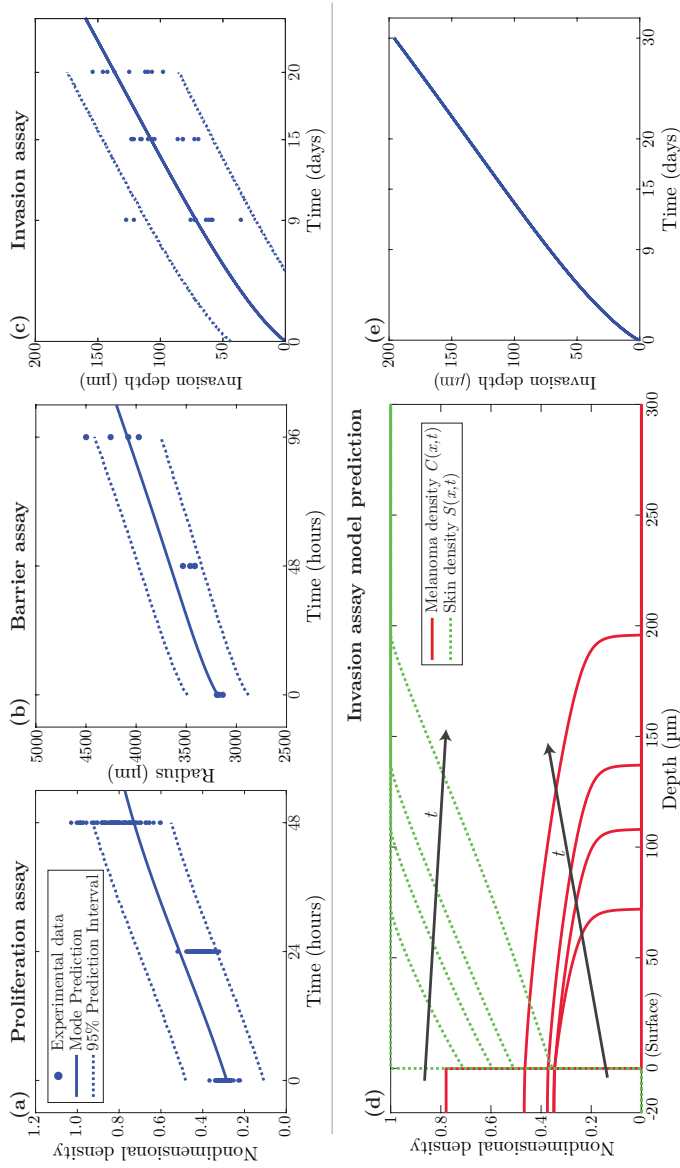 (a) Proliferation assay
Nondimensional density
1.2
1.0
0.8
0.6
0.4
0.2
0.0
Experimental data
Mode Prediction
95% Prediction Interval
0
24
48
Time (hours)
(b) Barrier assay
Radius (µm)
5000
4500
4000
3500
3000
2500
0
48
96
Time (hours)
(c) Invasion assay
Invasion depth (µm)
200
150
100
50
0
0
9
15
20
Time (days)
(d) Invasion assay model prediction
Nondimensional density
1
0.8
0.6
0.4
0.2
0
Melanoma density C(x,t)
Skin density S(x,t)
t
t
-20
0
(Surface)
50
100
150
200
250
300
Depth (µm)
(e)
Invasion depth (µm)
200
150
100
50
0
0
9
15
20
30
Time (days)